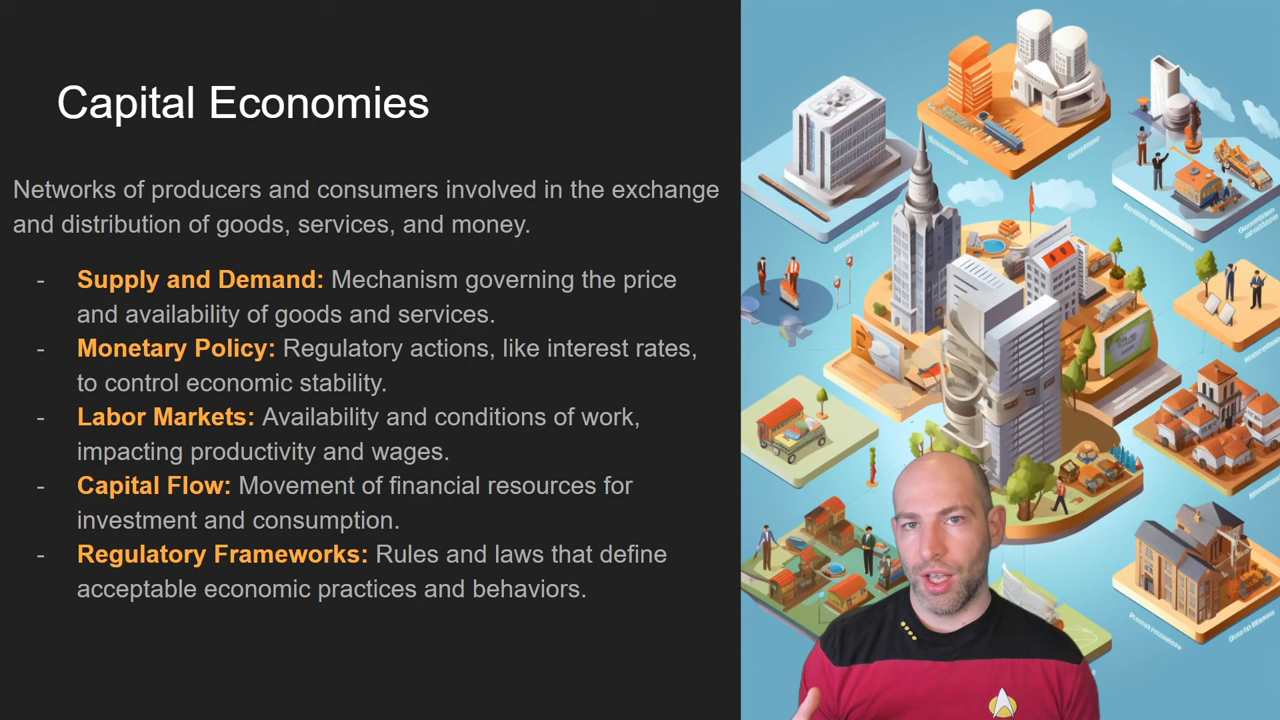 Capital Economies
Networks of producers and consumers involved in the exchange
and distribution of goods, services, and money.
- Supply and Demand: Mechanism governing the price
and availability of goods and services.
- Monetary Policy: Regulatory actions, like interest rates,
to control economic stability.
- Labor Markets: Availability and conditions of work,
impacting productivity and wages.
- Capital Flow: Movement of financial resources for
investment and consumption.
- Regulatory Frameworks: Rules and laws that define
acceptable economic practices and behaviors.